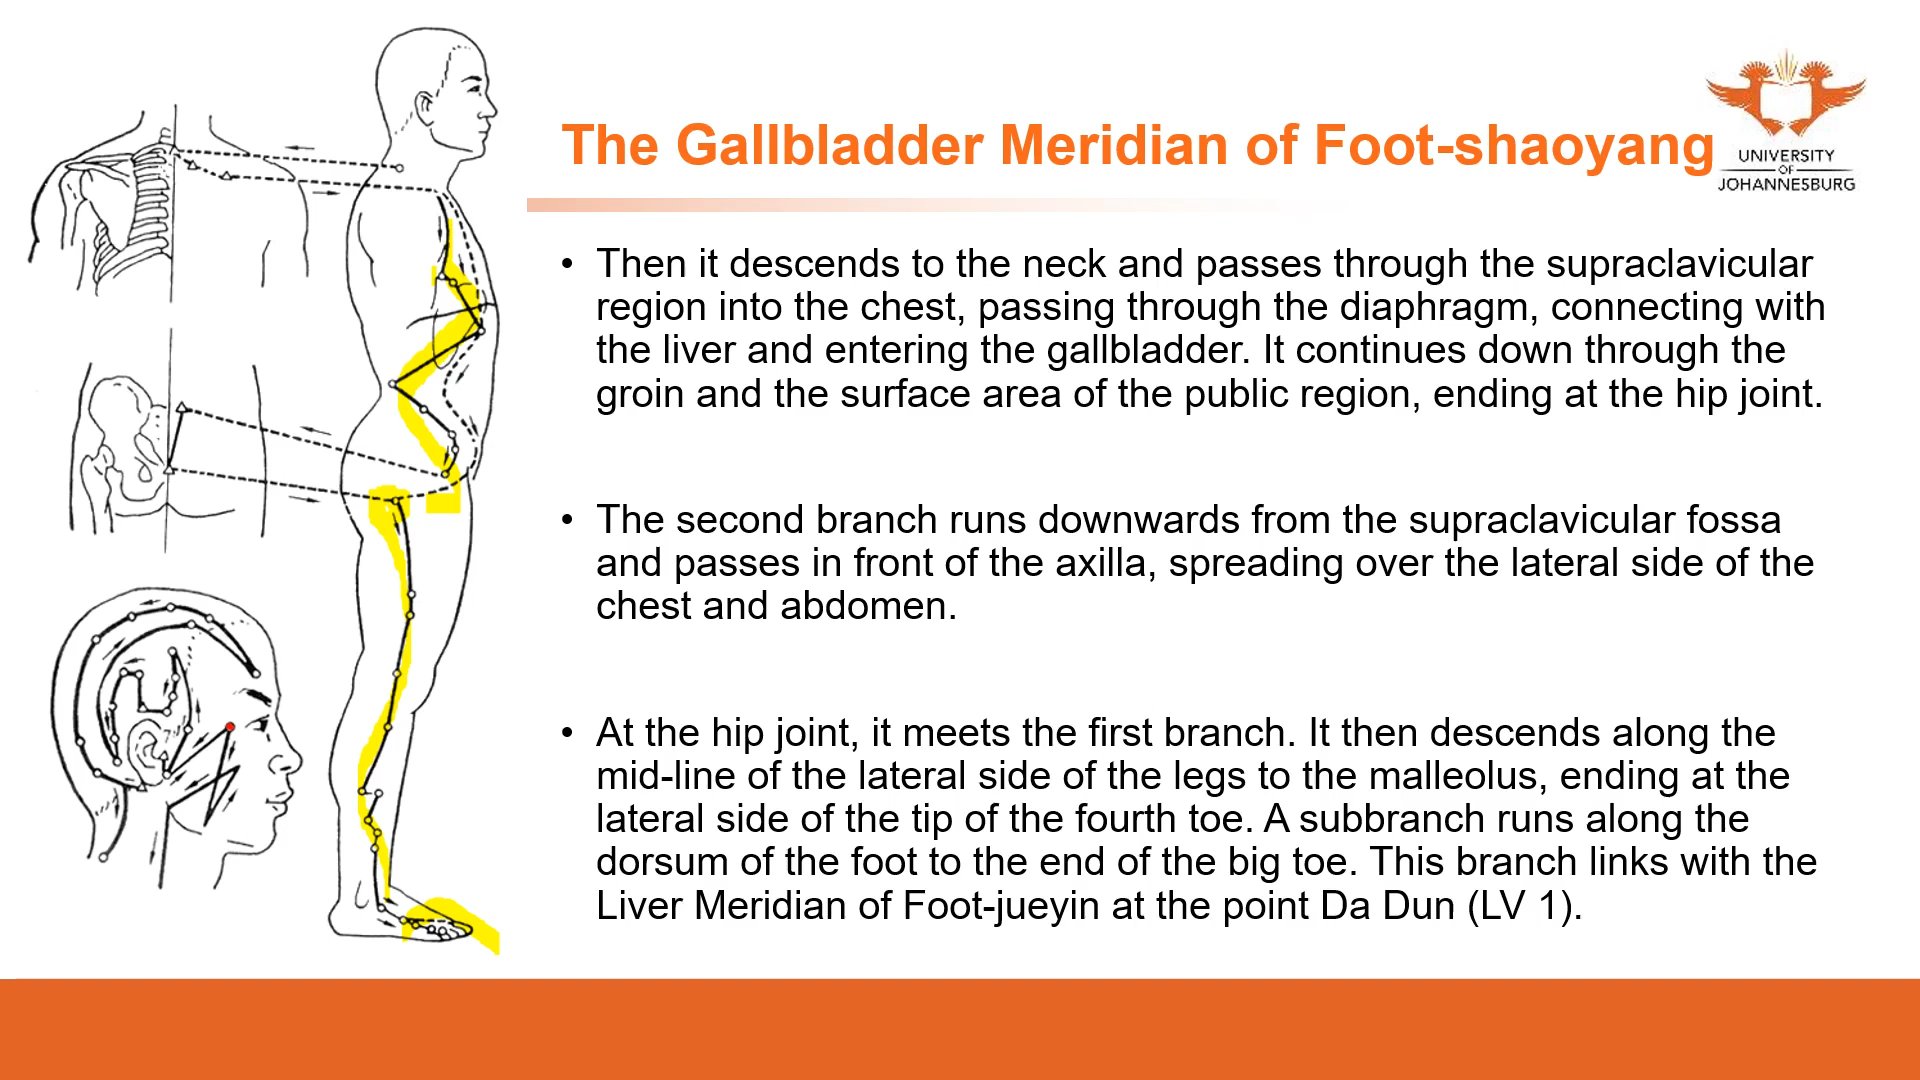 The Gallbladder Meridian of Foot-shaoyang
UNIVERSITY
OF
JOHANNESBURG
• Then it descends to the neck and passes through the supraclavicular
region into the chest, passing through the diaphragm, connecting with
the liver and entering the gallbladder. It continues down through the
groin and the surface area of the public region, ending at the hip joint.
• The second branch runs downwards from the supraclavicular fossa
and passes in front of the axilla, spreading over the lateral side of the
chest and abdomen.
• At the hip joint, it meets the first branch. It then descends along the
mid-line of the lateral side of the legs to the malleolus, ending at the
lateral side of the tip of the fourth toe. A subbranch runs along the
dorsum of the foot to the end of the big toe. This branch links with the
Liver Meridian of Foot-jueyin at the point Da Dun (LV 1).